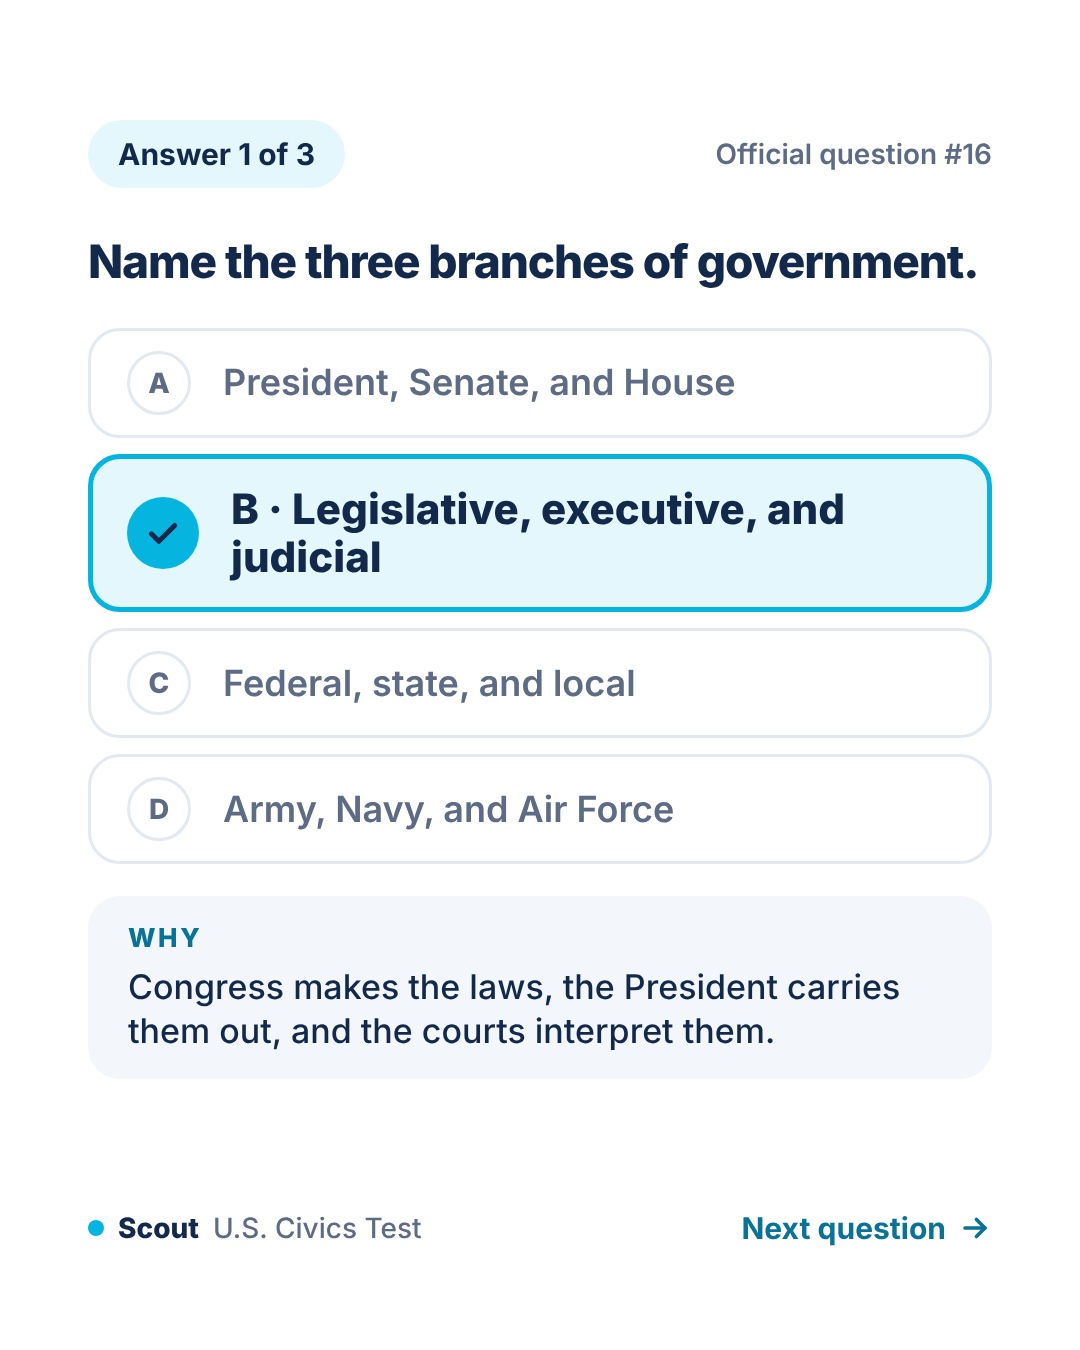 Answer 1 of 3
Official question #16
Name the three branches of government.
A
President, Senate, and House
B · Legislative, executive, and
judicial
C
Federal, state, and local
D
Army, Navy, and Air Force
WHY
Congress makes the laws, the President carries
them out, and the courts interpret them.
Scout U.S. Civics Test
Next question →